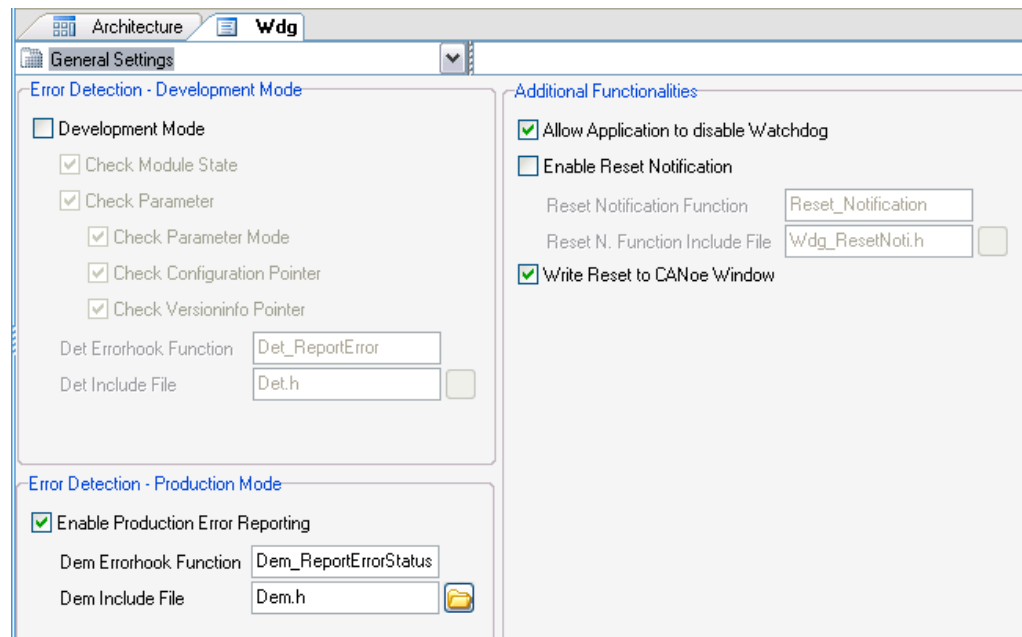 Architecture
Wdg
General Settings
Error Detection - Development Mode
Development Mode
Check Module State
Check Parameter
Check Parameter Mode
Check Configuration Pointer
Check Versioninfo Pointer
Det Errorhook Function Det_ReportError
Det Include File Det.h
Error Detection - Production Mode
Enable Production Error Reporting
Dem Errorhook Function Dem_ReportErrorStatus
Dem Include File Dem.h
Additional Functionalities
Allow Application to disable Watchdog
Enable Reset Notification
Reset Notification Function Reset_Notification
Reset N. Function Include File Wdg_ResetNoti.h
Write Reset to CANoe Window